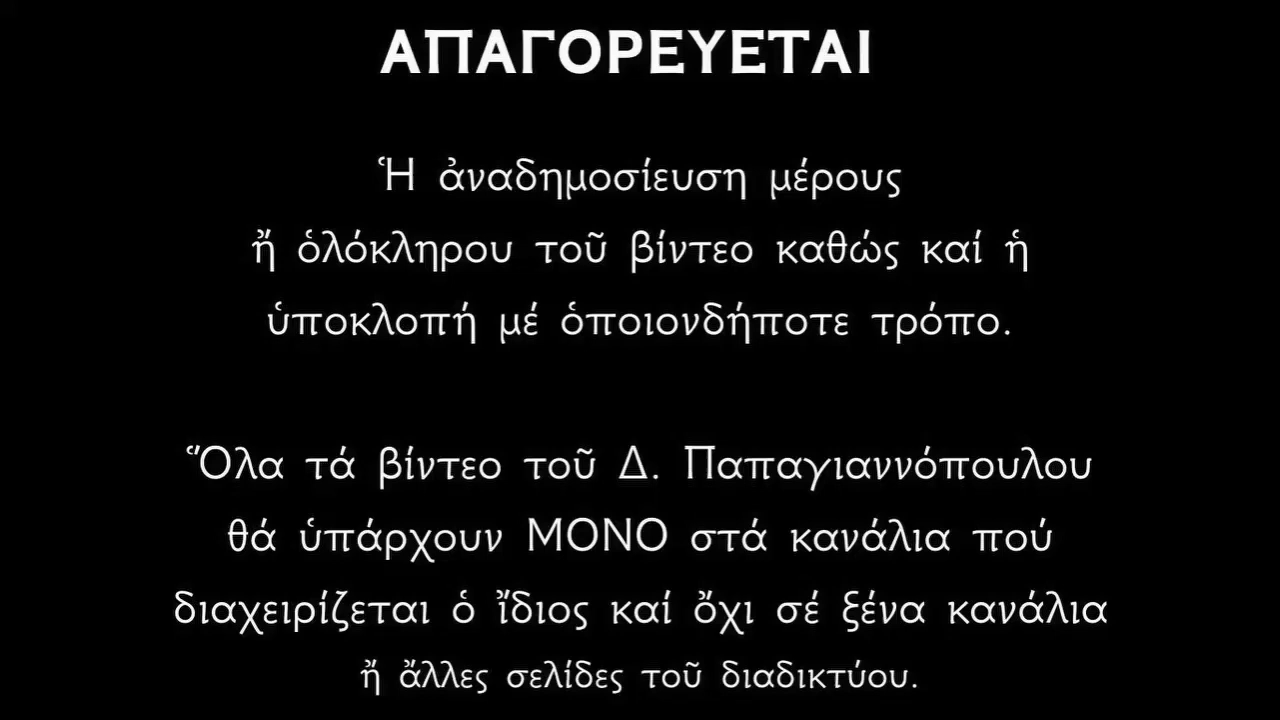 ΑΠΑΓΟΡΕΥΕΤΑΙ
Ἡ ἀναδημοσίευση μέρους
ἤ ὁλόκληρου τοῦ βίντεο καθώς καί ἡ
ὑποκλοπή μέ ὁποιονδήποτε τρόπο.
Ὅλα τά βίντεο τοῦ Δ. Παπαγιαννόπουλου
θά ὑπάρχουν ΜΟΝΟ στά κανάλια πού
διαχειρίζεται ὁ ἴδιος καί ὄχι σέ ξένα κανάλια
ἤ ἄλλες σελίδες τοῦ διαδικτύου.